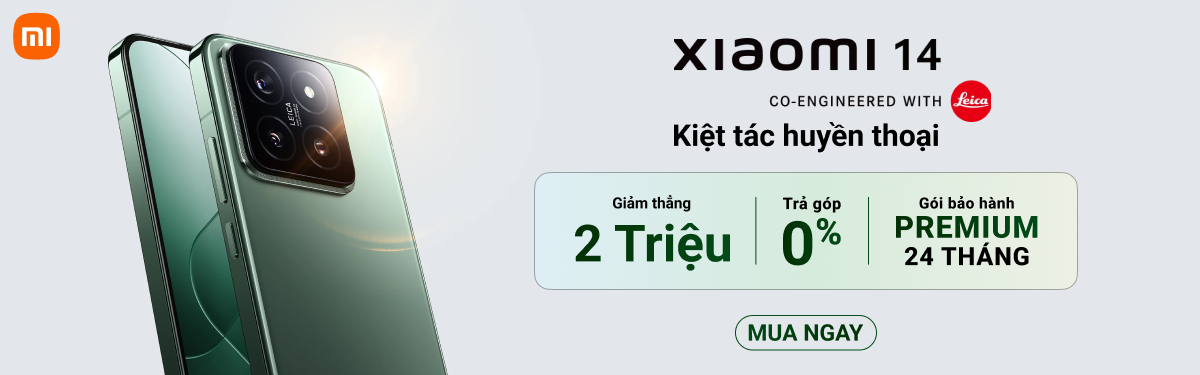 mi
LEICA
XIAOMI 14
CO-ENGINEERED WITH Leica
Kiệt tác huyền thoại
Giảm thẳng
2 Triệu
Trả góp
0%
Gói bảo hành
PREMIUM
24 THÁNG
MUA NGAY